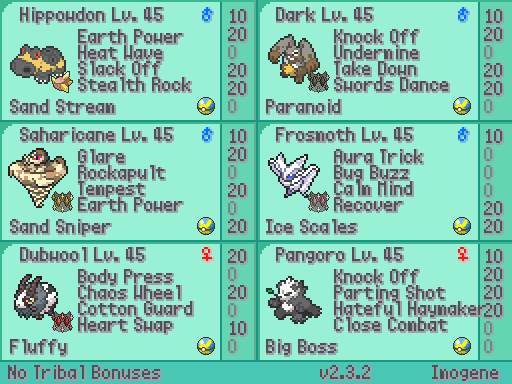 Hippowdon Lv. 45 ♂ 10
Earth Power 20
Heat Wave 0
Slack Off 20
Stealth Rock 20
Sand Stream 0
Dark Lv. 45 ♂ 10
Knock Off 20
Undermine 0
Take Down 20
Swords Dance 20
Paranoid 0
Saharicane Lv. 45 ♂ 10
Glare 20
Rockapult 0
Tempest 20
Earth Power 20
Sand Sniper 0
Frosmoth Lv. 45 ♂ 10
Aura Trick 0
Bug Buzz 0
Calm Mind 20
Recover 20
Ice Scales 20
Dubwool Lv. 45 ♀ 20
Body Press 0
Chaos Wheel 20
Cotton Guard 0
Heart Swap 10
Fluffy 20
Pangoro Lv. 45 ♀ 10
Knock Off 20
Parting Shot 0
Hateful Haymaker 20
Close Combat 0
Big Boss 20
No Tribal Bonuses v2.3.2 Imogene